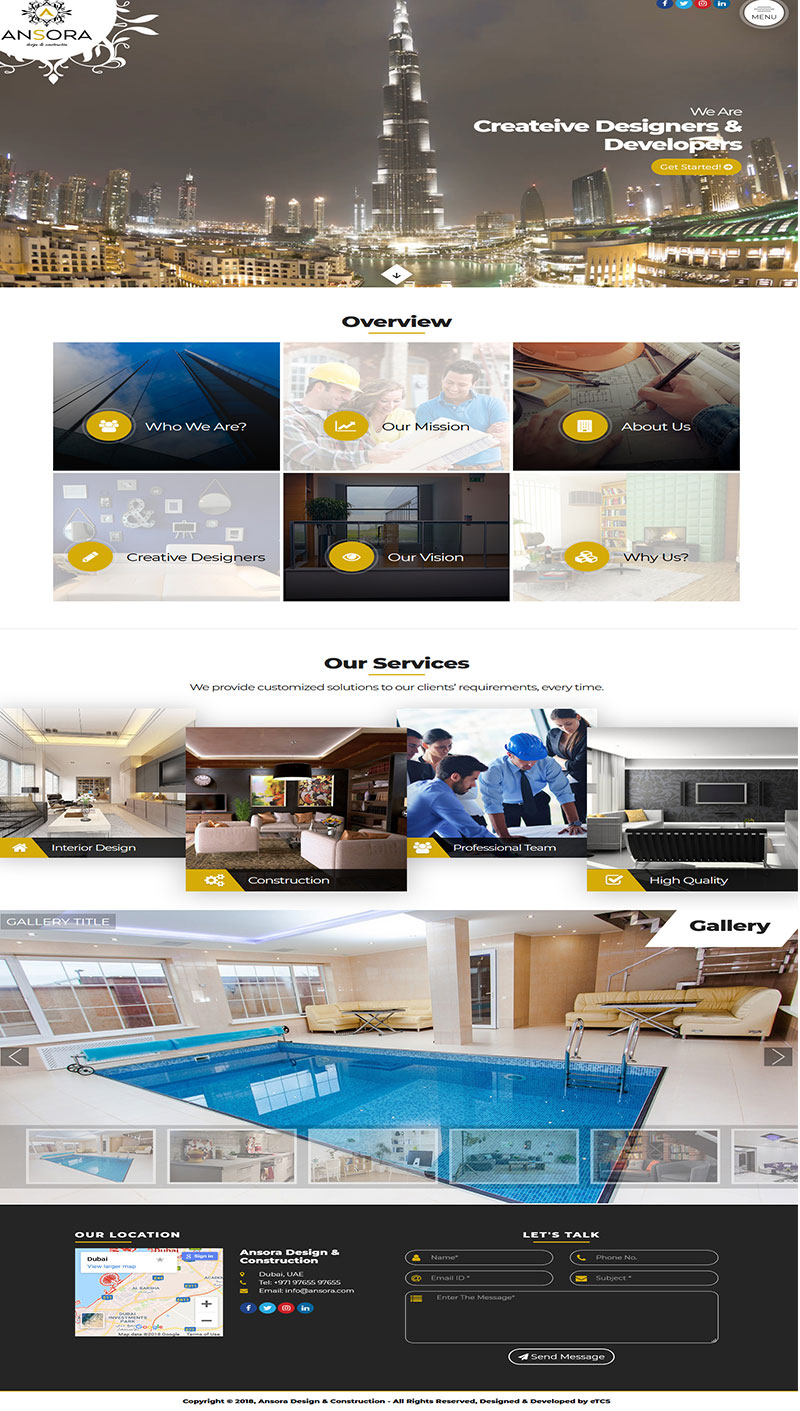 ANSORA
design & construction
MENU
We Are
Createive Designers &
Developers
Get Started!
Overview
Who We Are?
Our Mission
About Us
Creative Designers
Our Vision
Why Us?
Our Services
We provide customized solutions to our clients' requirements, every time.
Interior Design
Construction
Professional Team
High Quality
GALLERY TITLE
Gallery
OUR LOCATION
Dubai
View larger map
Sign in
AL BARSHA
DUBAI
INVESTMENTS
PARK
Map data ©2018 Google
Terms of Use
Ansora Design &
Construction
Dubai, UAE
Tel: +971 97655 97655
Email: info@ansora.com
LET'S TALK
Name*
Phone No.
Email ID *
Subject *
Enter The Message*
Send Message
Copyright © 2018, Ansora Design & Construction - All Rights Reserved, Designed & Developed by eTCS